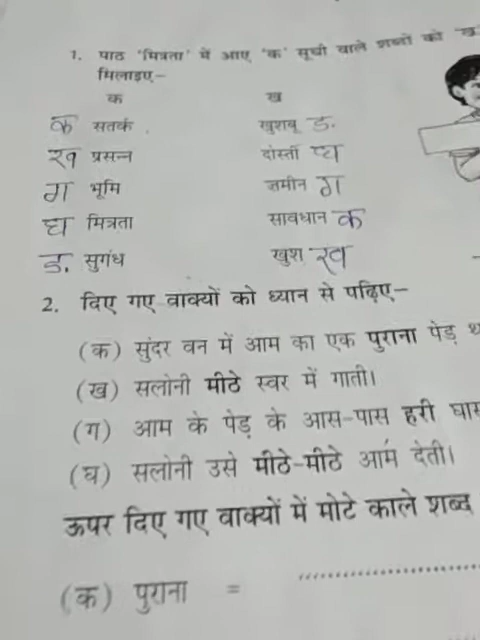 1. पाठ 'मित्रता' में आए 'क' सूची वाले शब्दों को 'ख'
मिलाइए–
क ख
क सतर्क खुशबू ड.
ख प्रसन्न दोस्ती घ
ग भूमि ज़मीन ग
घ मित्रता सावधान क
ड. सुगंध खुश ख
2. दिए गए वाक्यों को ध्यान से पढ़िए–
(क) सुंदर वन में आम का एक पुराना पेड़
(ख) सलोनी मीठे स्वर में गाती।
(ग) आम के पेड़ के आस-पास हरी घास
(घ) सलोनी उसे मीठे-मीठे आम देती।
ऊपर दिए गए वाक्यों में मोटे काले शब्द
(क) पुराना = ....................